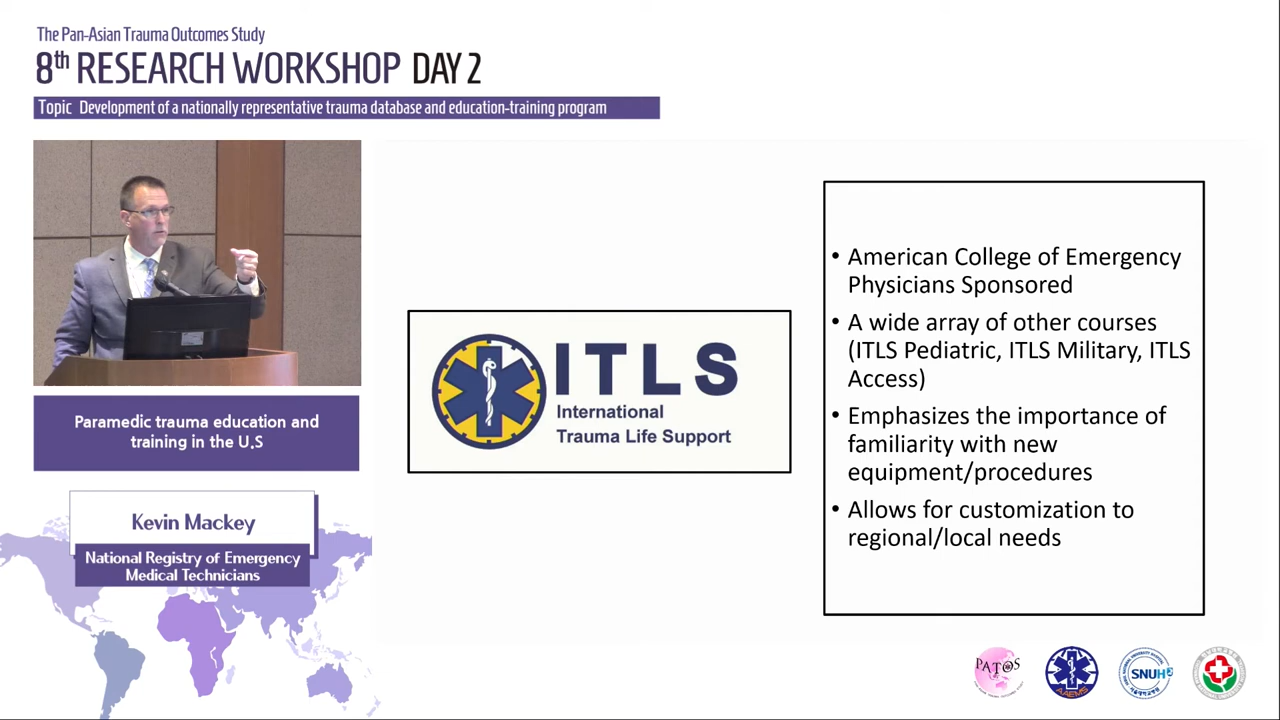 The Pan-Asian Trauma Outcomes Study
8th RESEARCH WORKSHOP DAY 2
Topic Development of a nationally representative trauma database and education-training program
Paramedic trauma education and
training in the U.S
Kevin Mackey
National Registry of Emergency
Medical Technicians
ITLS
International
Trauma Life Support
• American College of Emergency
Physicians Sponsored
• A wide array of other courses
(ITLS Pediatric, ITLS Military, ITLS
Access)
• Emphasizes the importance of
familiarity with new
equipment/procedures
• Allows for customization to
regional/local needs
PATOS
AAEMS
SNUH